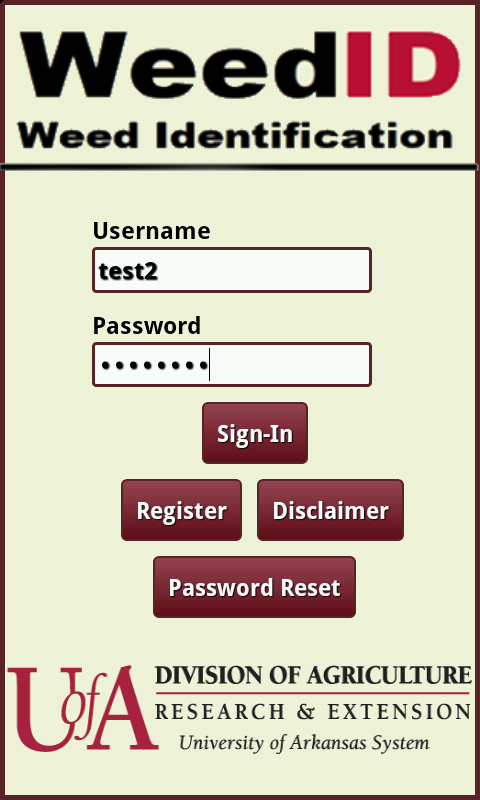 WeedID
Weed Identification
Username
test2
Password
••••••••
Sign-In
Register Disclaimer
Password Reset
UofA DIVISION OF AGRICULTURE
RESEARCH & EXTENSION
University of Arkansas System